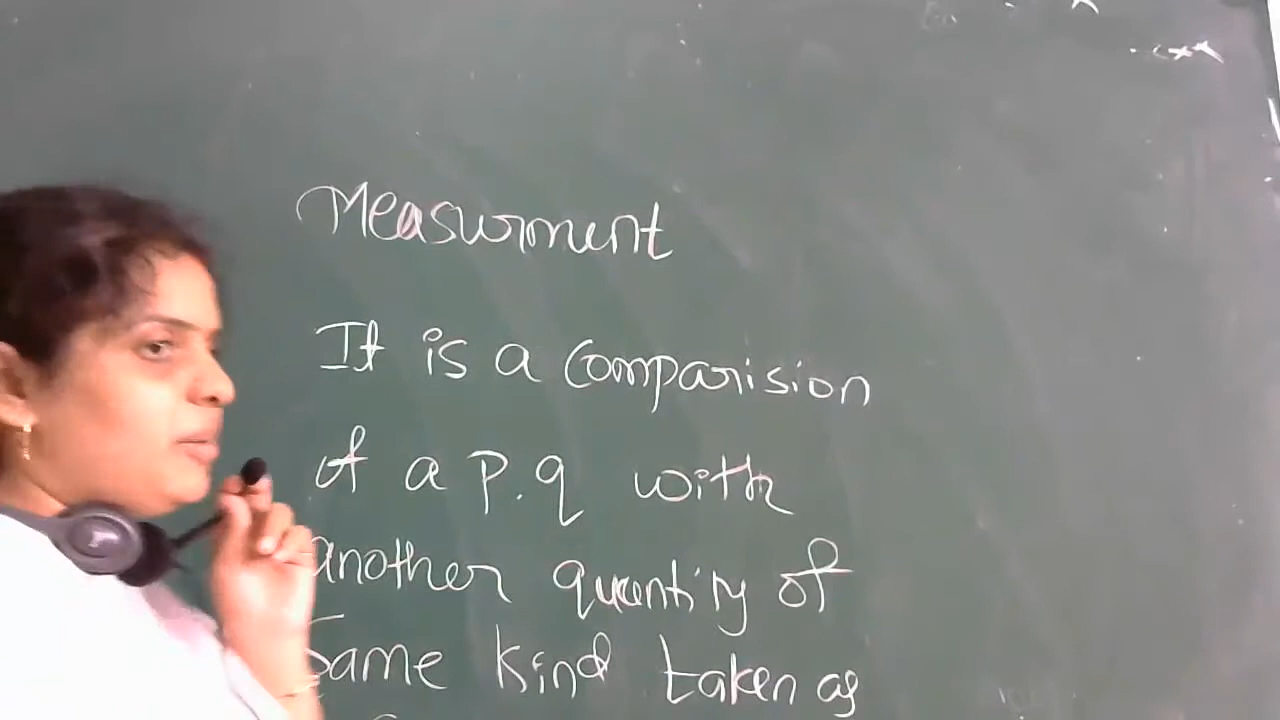 Measurment
It is a Comparision
of a P.q with
another quantity of
Same kind taken as